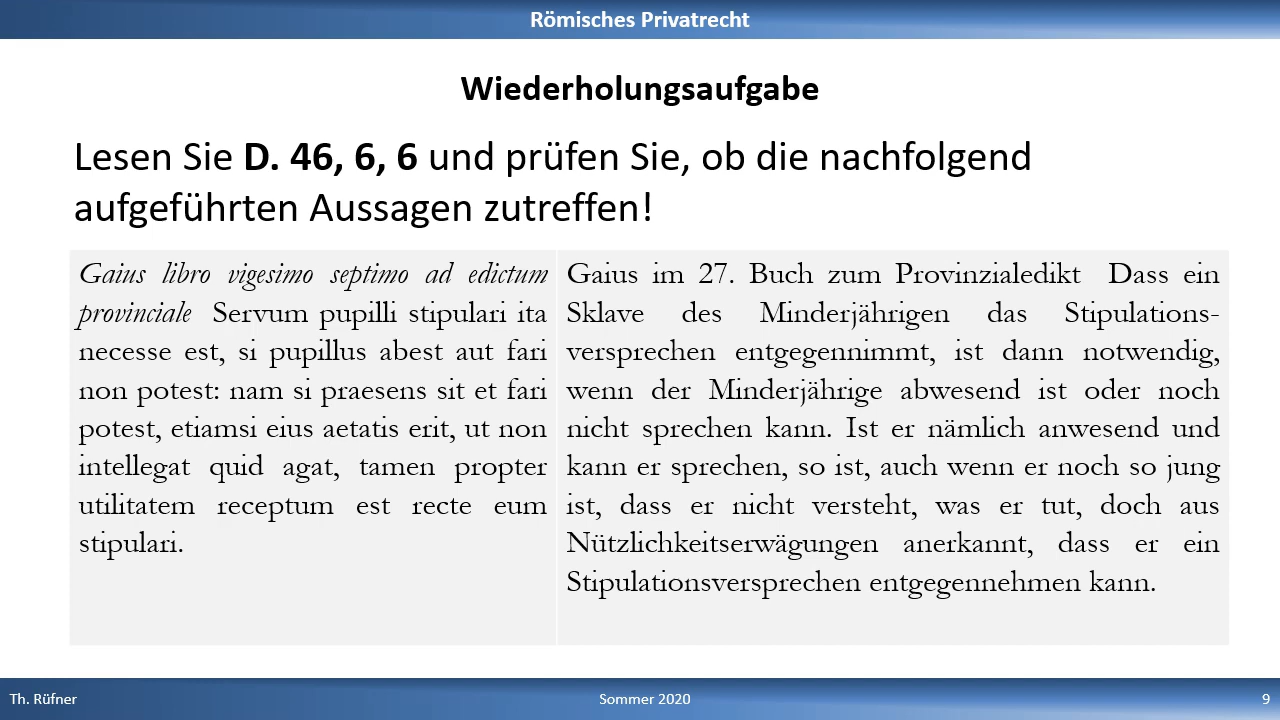 Römisches Privatrecht
Wiederholungsaufgabe
Lesen Sie D. 46, 6, 6 und prüfen Sie, ob die nachfolgend
aufgeführten Aussagen zutreffen!
Gaius libro vigesimo septimo ad edictum
provinciale Servum pupilli stipulari ita
necesse est, si pupillus abest aut fari
non potest: nam si praesens sit et fari
potest, etiamsi eius aetatis erit, ut non
intellegat quid agat, tamen propter
utilitatem receptum est recte eum
stipulari.
Gaius im 27. Buch zum Provinzialedikt Dass ein
Sklave des Minderjährigen das Stipulations-
versprechen entgegennimmt, ist dann notwendig,
wenn der Minderjährige abwesend ist oder noch
nicht sprechen kann. Ist er nämlich anwesend und
kann er sprechen, so ist, auch wenn er noch so jung
ist, dass er nicht versteht, was er tut, doch aus
Nützlichkeitserwägungen anerkannt, dass er ein
Stipulationsversprechen entgegennehmen kann.
Th. Rüfner
Sommer 2020
9